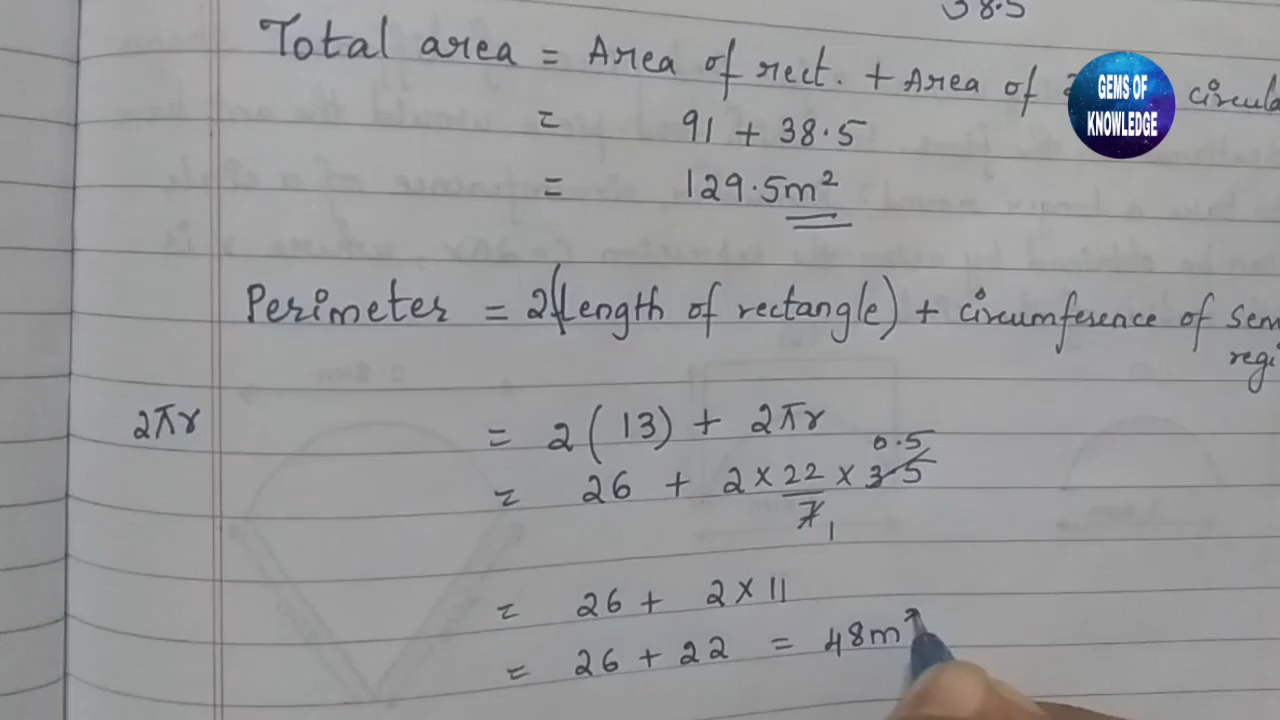 38.5
Total area = Area of rect. + Area of circula
GEMS OF
KNOWLEDGE
= 91 + 38.5
= 129.5m²
Perimeter = 2(length of rectangle) + circumference of sem
regi
2πr
= 2 ( 13) + 2πr
0.5
= 26 + 2 × 22/7 × 3.5
1
= 26 + 2 × 11
= 26 + 22 = 48m²